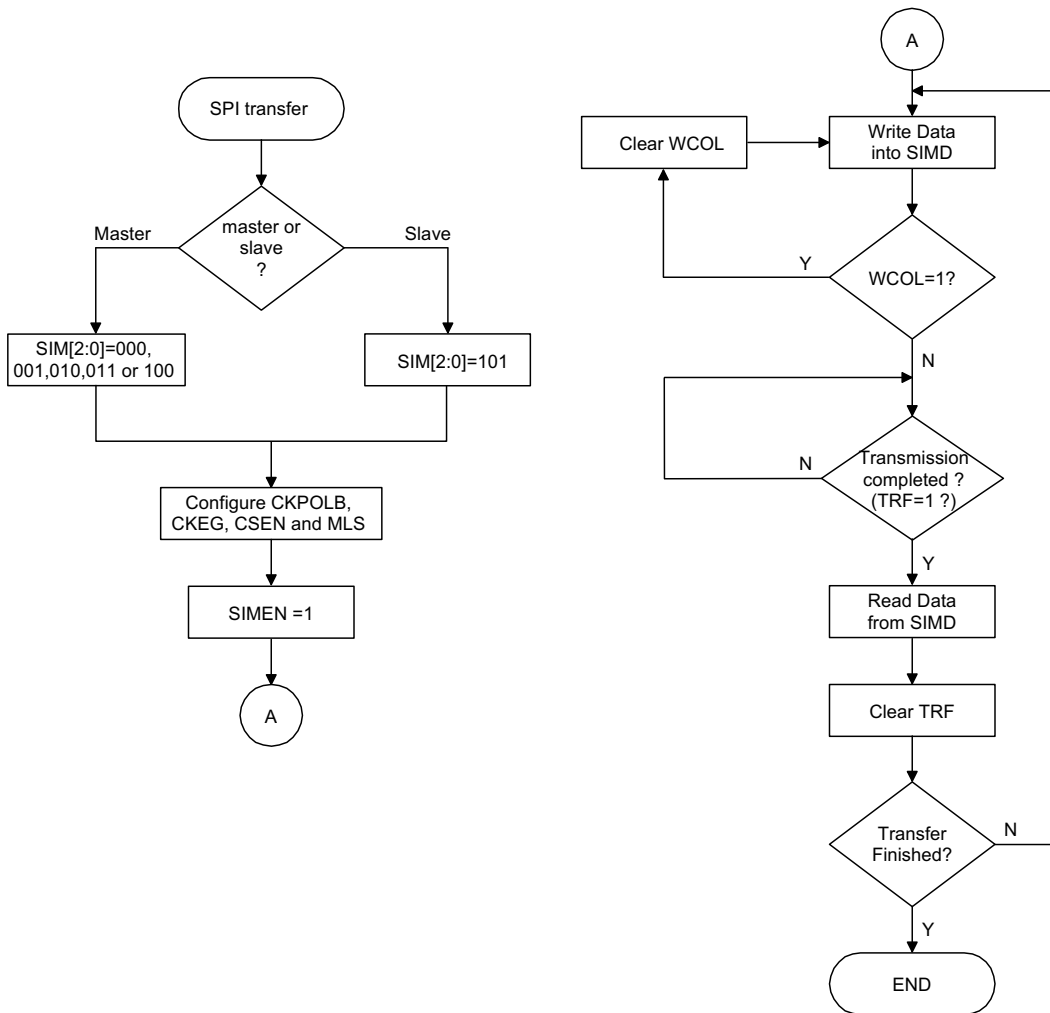 SPI transfer
master or
slave
?
Master
Slave
SIM[2:0]=000,
001,010,011 or 100
SIM[2:0]=101
Configure CKPOLB,
CKEG, CSEN and MLS
SIMEN =1
A
A
Write Data
into SIMD
Clear WCOL
WCOL=1?
Y
N
Transmission
completed ?
(TRF=1 ?)
N
Y
Read Data
from SIMD
Clear TRF
Transfer
Finished?
N
Y
END